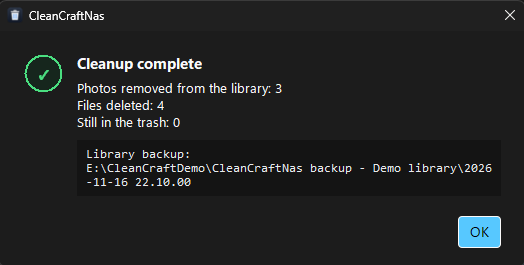 CleanCraftNas
Cleanup complete
Photos removed from the library: 3
Files deleted: 4
Still in the trash: 0
Library backup:
E:\CleanCraftDemo\CleanCraftNas backup - Demo library\2026
-11-16 22.10.00
OK